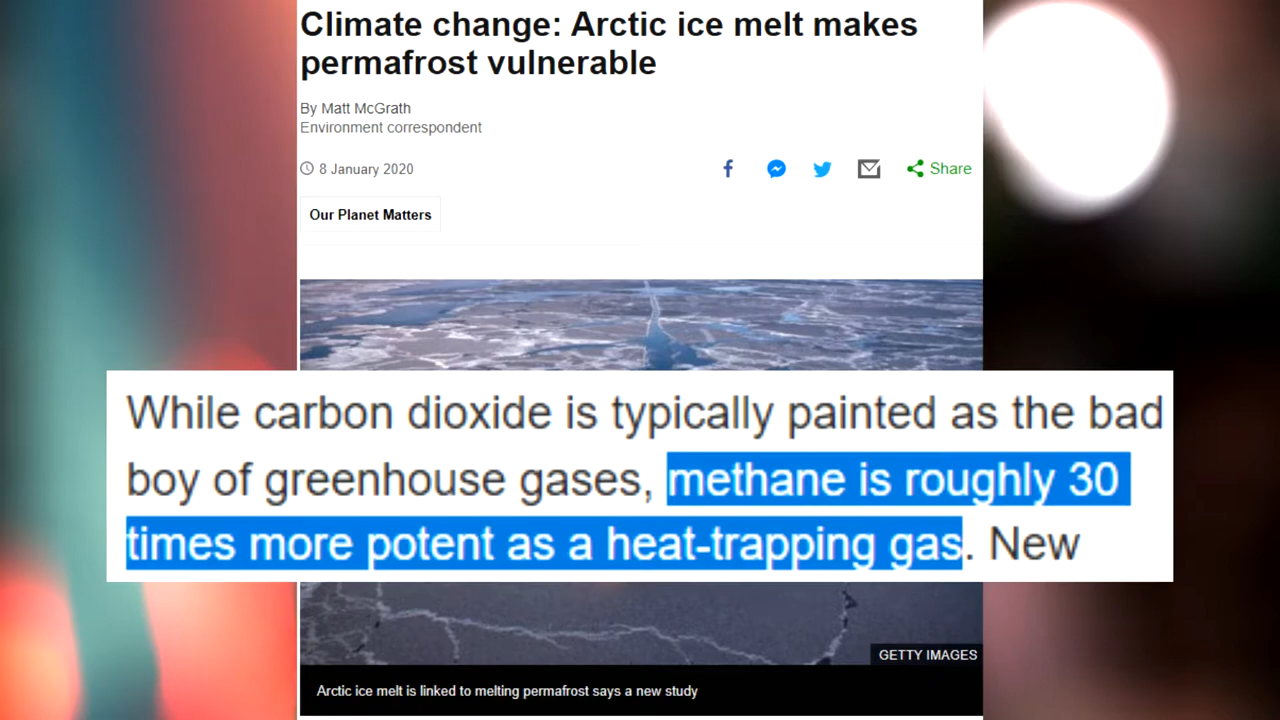 Climate change: Arctic ice melt makes
permafrost vulnerable
By Matt McGrath
Environment correspondent
8 January 2020
Share
Our Planet Matters
While carbon dioxide is typically painted as the bad
boy of greenhouse gases, methane is roughly 30
times more potent as a heat-trapping gas. New
GETTY IMAGES
Arctic ice melt is linked to melting permafrost says a new study